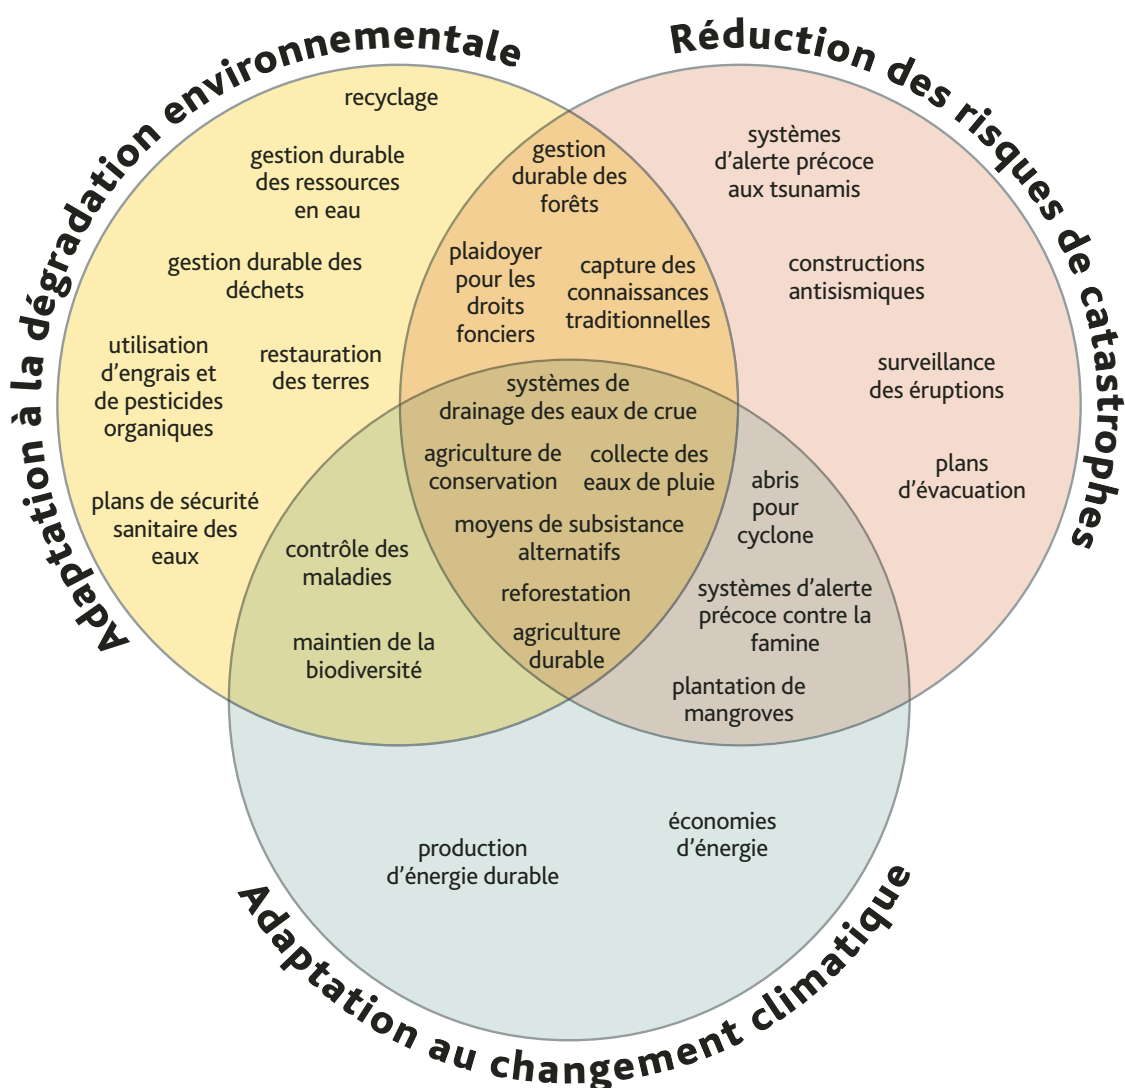 Adaptation à la dégradation environnementale
Réduction des risques de catastrophes
recyclage
gestion durable
des ressources
en eau
gestion durable des
déchets
utilisation
d'engrais et
de pesticides
organiques
restauration
des terres
plans de sécurité
sanitaire des
eaux
gestion
durable des
forêts
plaidoyer
pour les
droits
fonciers
capture des
connaissances
traditionnelles
systèmes
d'alerte précoce
aux tsunamis
constructions
antisismiques
surveillance
des éruptions
plans
d'évacuation
systèmes de
drainage des eaux de crue
agriculture de
conservation
collecte des
eaux de pluie
moyens de subsistance
alternatifs
reforestation
agriculture
durable
contrôle des
maladies
maintien de la
biodiversité
abris
pour
cyclone
systèmes d'alerte
précoce contre la
famine
plantation de
mangroves
production
d'énergie durable
économies
d'énergie
Adaptation au changement climatique